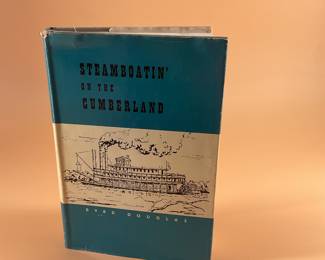 STEAMBOATIN'
ON THE
CUMBERLAND
BYRD DOUGLAS